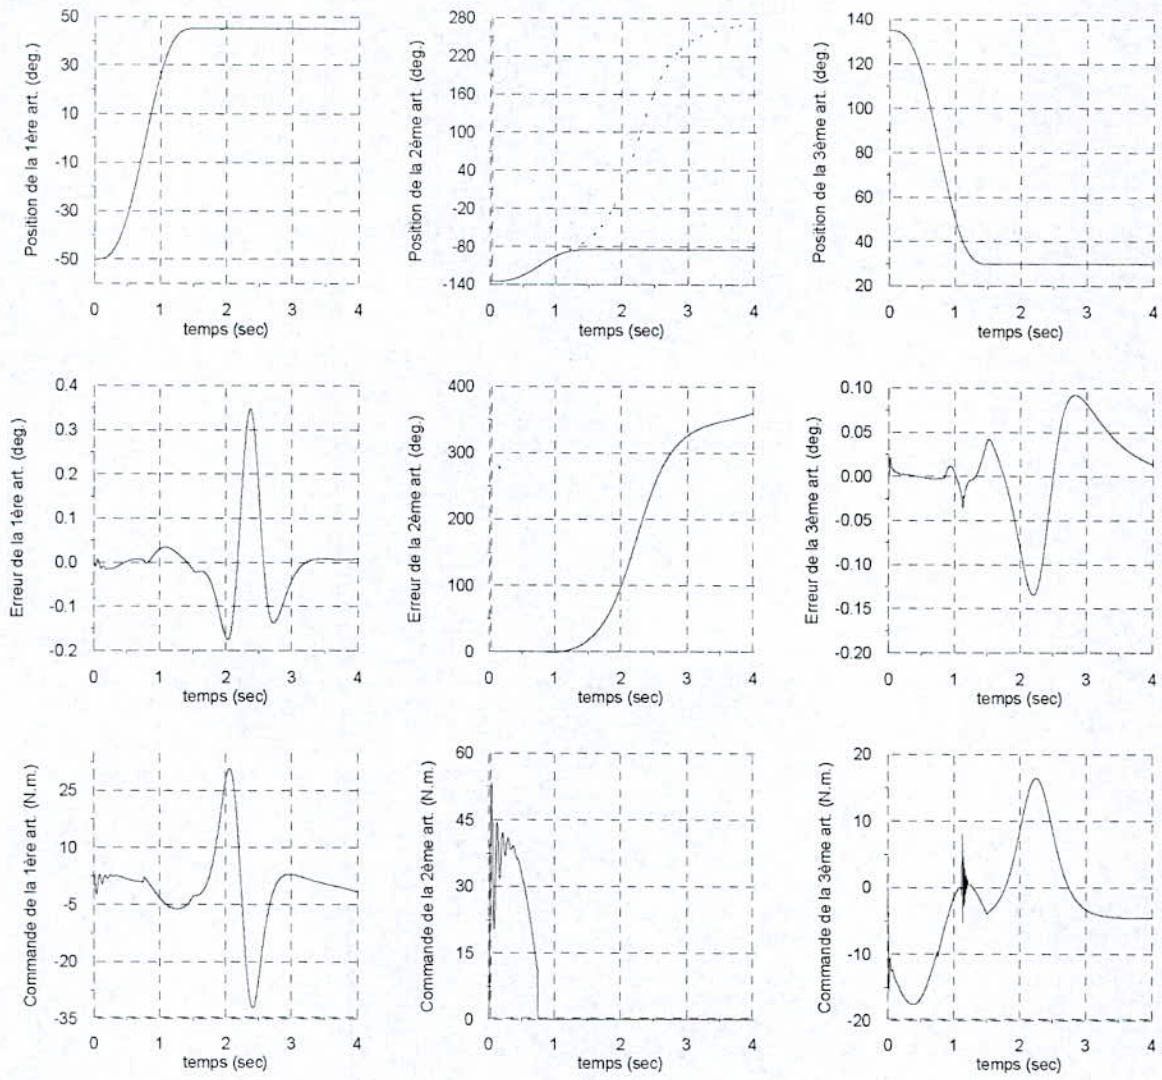 Position de la 1ère art. (deg.)
50
30
10
-10
-30
-50
0 1 2 3 4
temps (sec)
Position de la 2ème art. (deg.)
280
220
160
100
40
-20
-80
-140
0 1 2 3 4
temps (sec)
Position de la 3ème art. (deg.)
140
120
100
80
60
40
20
0 1 2 3 4
temps (sec)
Erreur de la 1ère art. (deg.)
0.4
0.3
0.2
0.1
0.0
-0.1
-0.2
0 1 2 3 4
temps (sec)
Erreur de la 2ème art. (deg.)
400
300
200
100
0
0 1 2 3 4
temps (sec)
Erreur de la 3ème art. (deg.)
0.10
0.05
0.00
-0.05
-0.10
-0.15
-0.20
0 1 2 3 4
temps (sec)
Commande de la 1ère art. (N.m.)
25
10
-5
-20
-35
0 1 2 3 4
temps (sec)
Commande de la 2ème art. (N.m.)
60
45
30
15
0
0 1 2 3 4
temps (sec)
Commande de la 3ème art. (N.m.)
20
10
0
-10
-20
0 1 2 3 4
temps (sec)